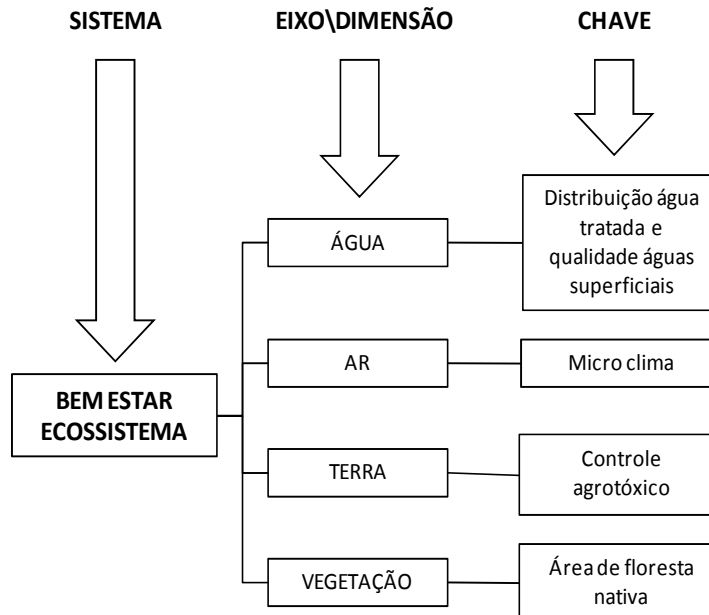 SISTEMA
EIXO\DIMENSÃO
CHAVE
BEM ESTAR
ECOSSISTEMA
ÁGUA
Distribuição água
tratada e
qualidade águas
superficiais
AR
Micro clima
TERRA
Controle
agrotóxico
VEGETAÇÃO
Área de floresta
nativa